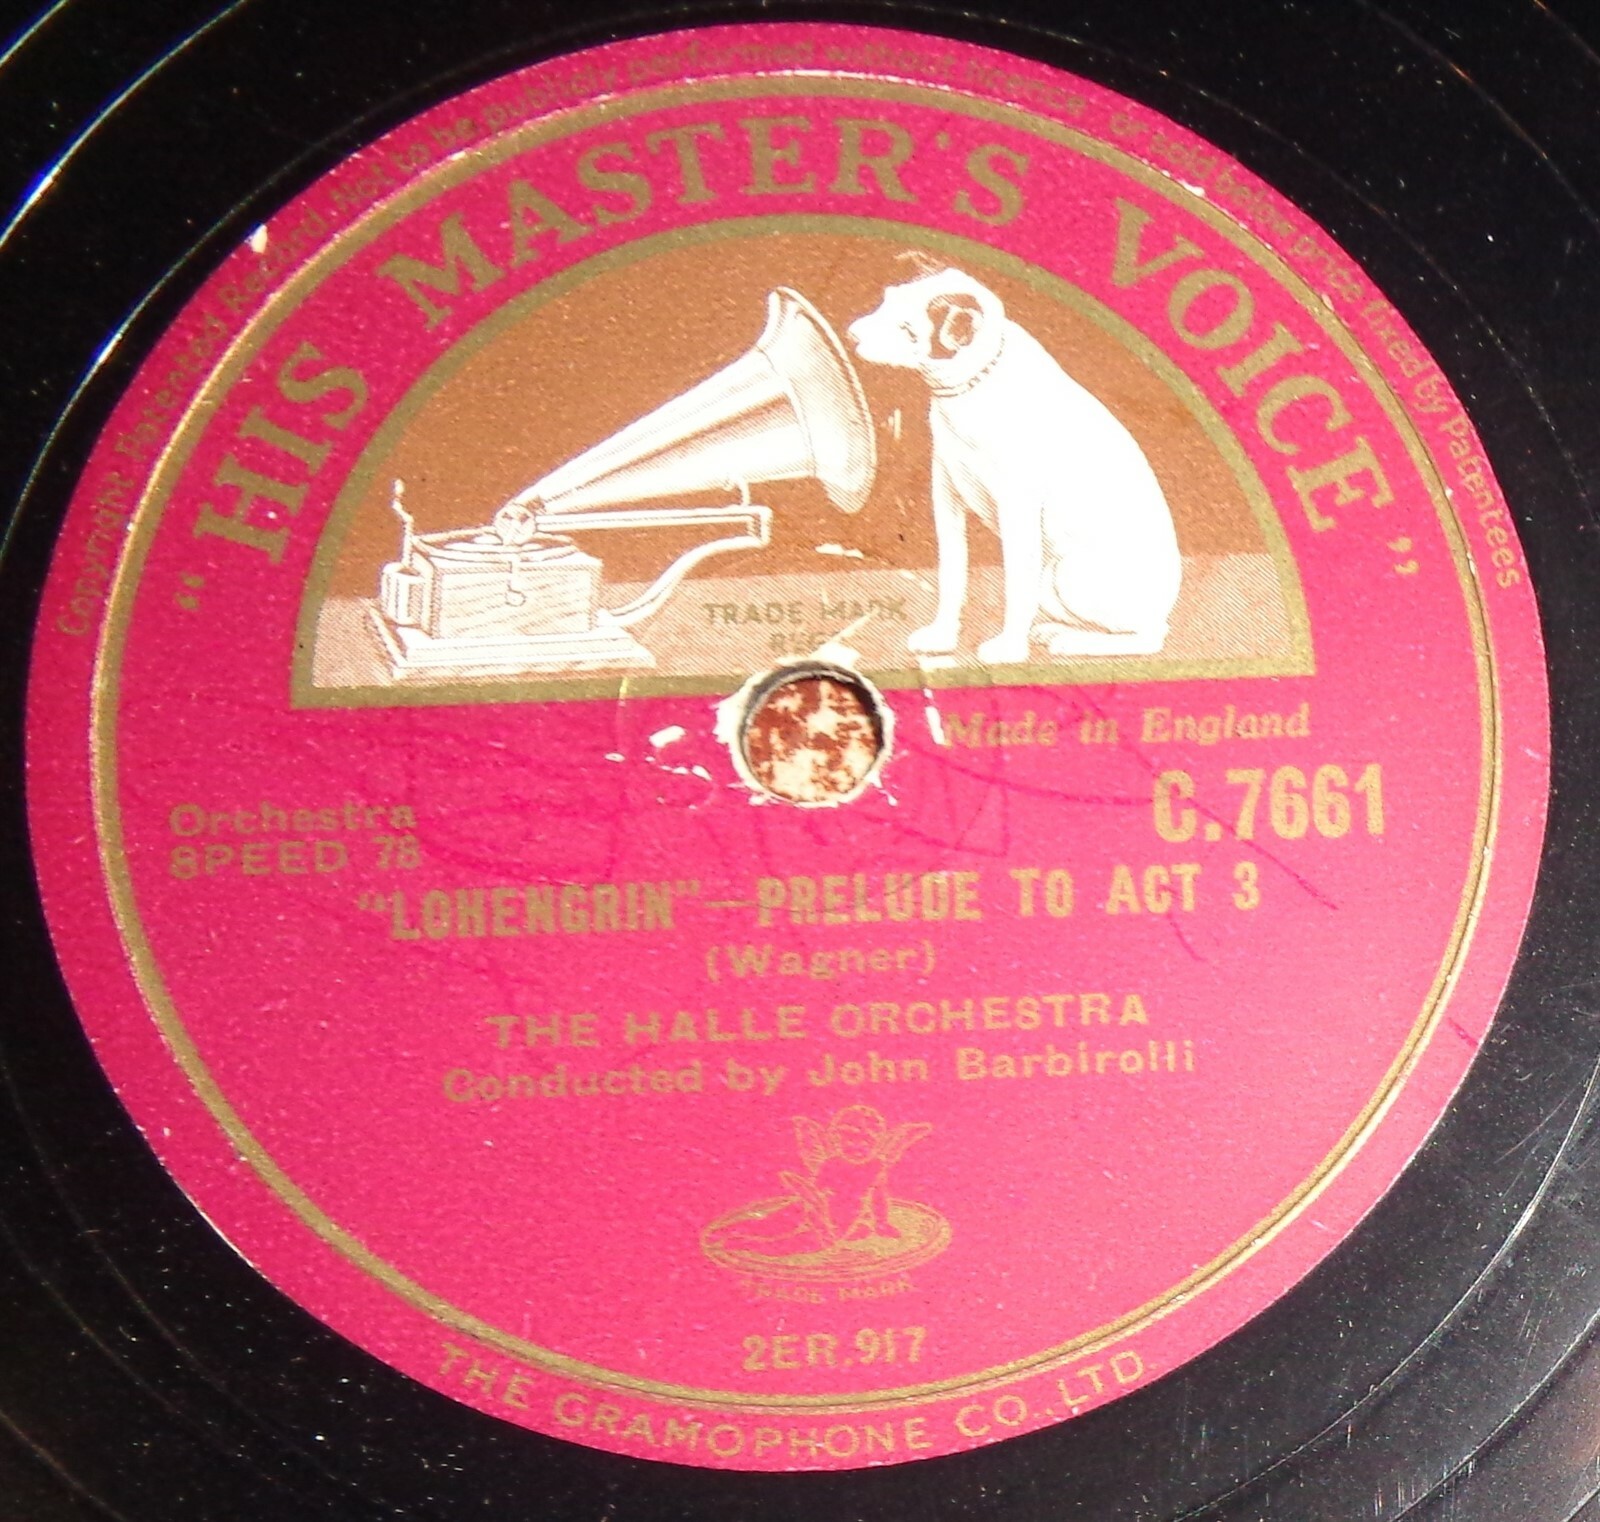 Copyright Patented Record. Not to be publicly performed without licence or sold below price fixed by patentees
"HIS MASTER'S VOICE"
TRADE MARK
Made in England
C.7661
Orchestra
SPEED 78
"LOHENGRIN"—PRELUDE TO ACT 3
(Wagner)
THE HALLE ORCHESTRA
Conducted by John Barbirolli
TRADE MARK
2ER.917
THE GRAMOPHONE CO., LTD.